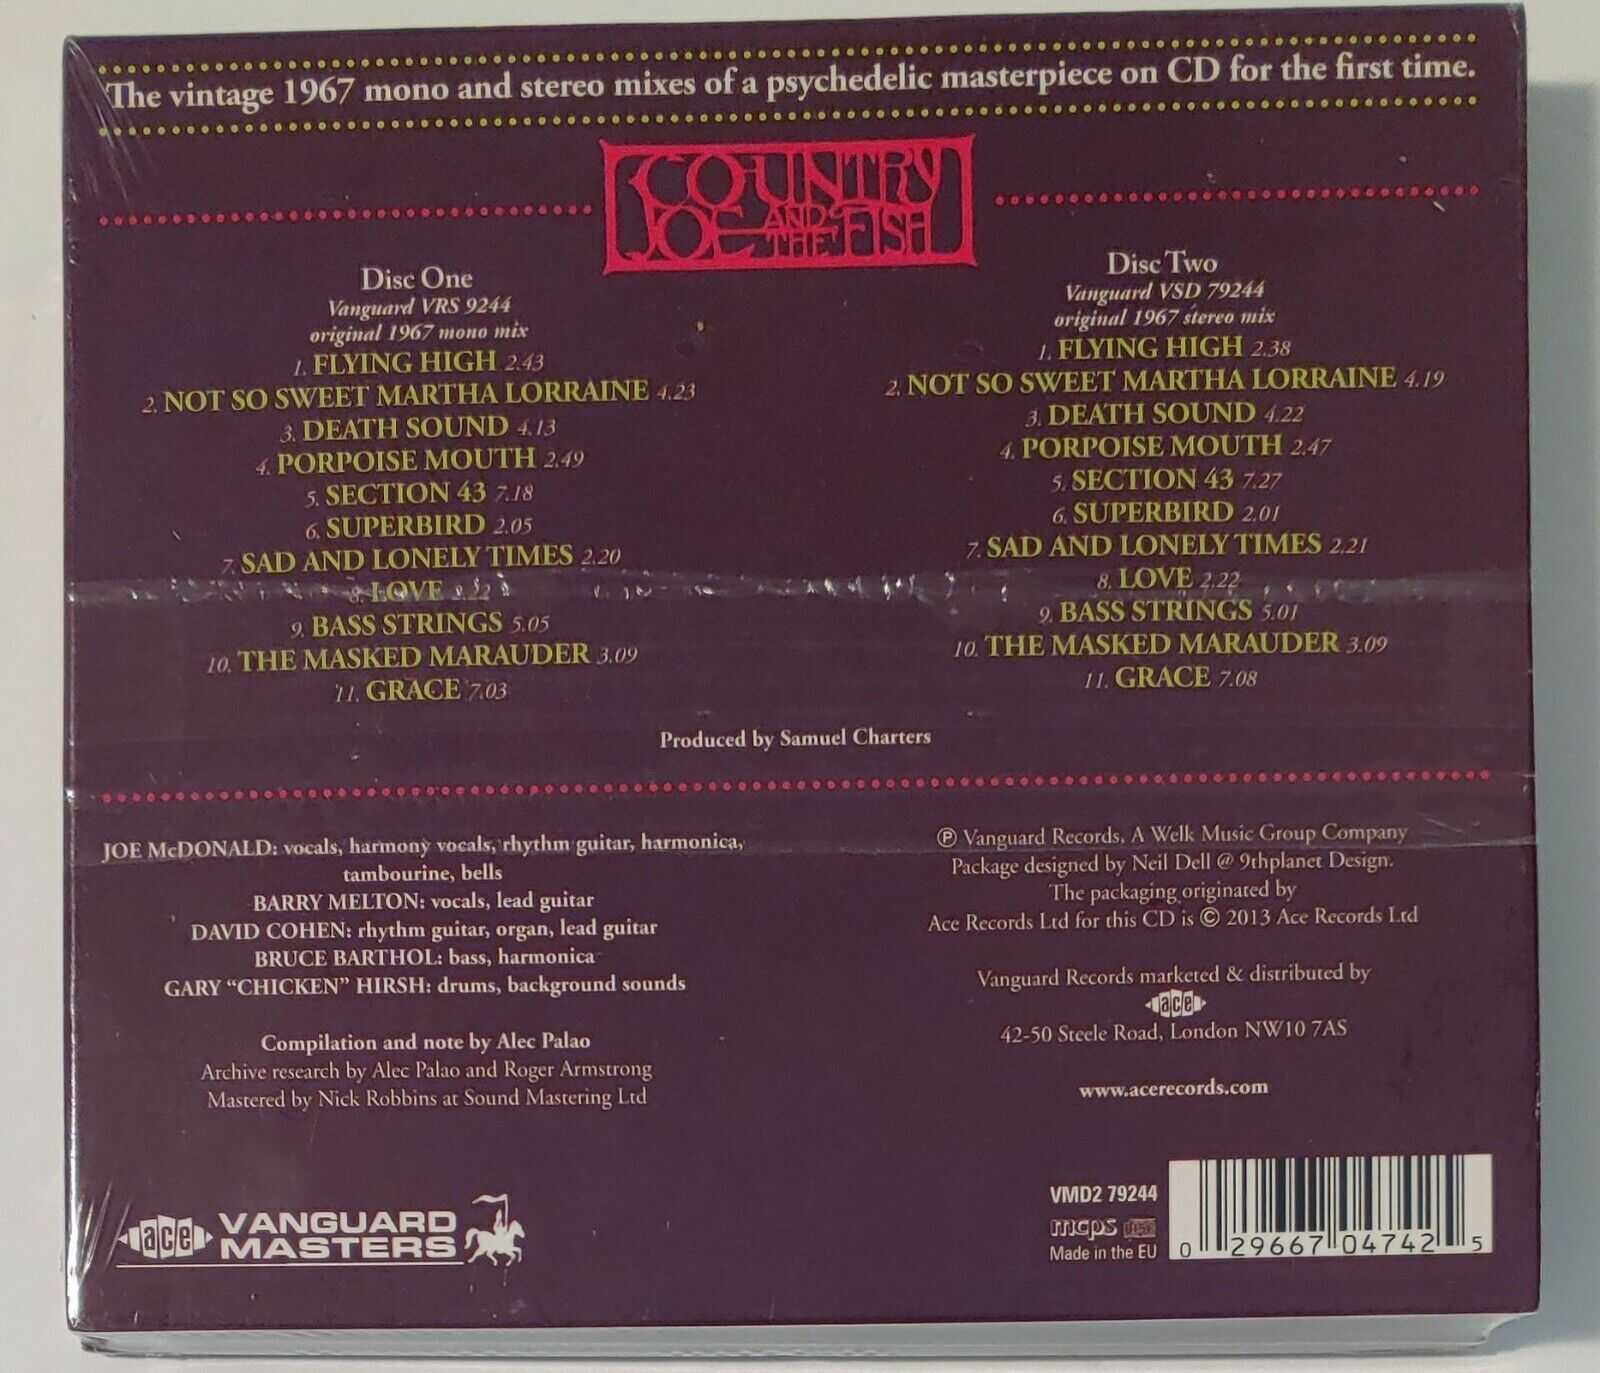 The vintage 1967 mono and stereo mixes of a psychedelic masterpiece on CD for the first time.
COUNTRY
JOE AND THE FISH
Disc One
Vanguard VRS 9244
original 1967 mono mix
1. FLYING HIGH 2.43
2. NOT SO SWEET MARTHA LORRAINE 4.23
3. DEATH SOUND 4.13
4. PORPOISE MOUTH 2.49
5. SECTION 43 7.18
6. SUPERBIRD 2.05
7. SAD AND LONELY TIMES 2.20
8. LOVE 2.22
9. BASS STRINGS 5.05
10. THE MASKED MARAUDER 3.09
11. GRACE 7.03
Disc Two
Vanguard VSD 79244
original 1967 stereo mix
1. FLYING HIGH 2.38
2. NOT SO SWEET MARTHA LORRAINE 4.19
3. DEATH SOUND 4.22
4. PORPOISE MOUTH 2.47
5. SECTION 43 7.27
6. SUPERBIRD 2.01
7. SAD AND LONELY TIMES 2.21
8. LOVE 2.22
9. BASS STRINGS 5.01
10. THE MASKED MARAUDER 3.09
11. GRACE 7.08
Produced by Samuel Charters
JOE McDONALD: vocals, harmony vocals, rhythm guitar, harmonica,
tambourine, bells
BARRY MELTON: vocals, lead guitar
DAVID COHEN: rhythm guitar, organ, lead guitar
BRUCE BARTHOL: bass, harmonica
GARY “CHICKEN” HIRSH: drums, background sounds
Compilation and note by Alec Palao
Archive research by Alec Palao and Roger Armstrong
Mastered by Nick Robbins at Sound Mastering Ltd
℗ Vanguard Records, A Welk Music Group Company
Package designed by Neil Dell @ 9thplanet Design.
The packaging originated by
Ace Records Ltd for this CD is © 2013 Ace Records Ltd
Vanguard Records marketed & distributed by
ace
42-50 Steele Road, London NW10 7AS
www.acerecords.com
ace VANGUARD
MASTERS
VMD2 79244
mcps
Made in the EU
0 29667 04742 5